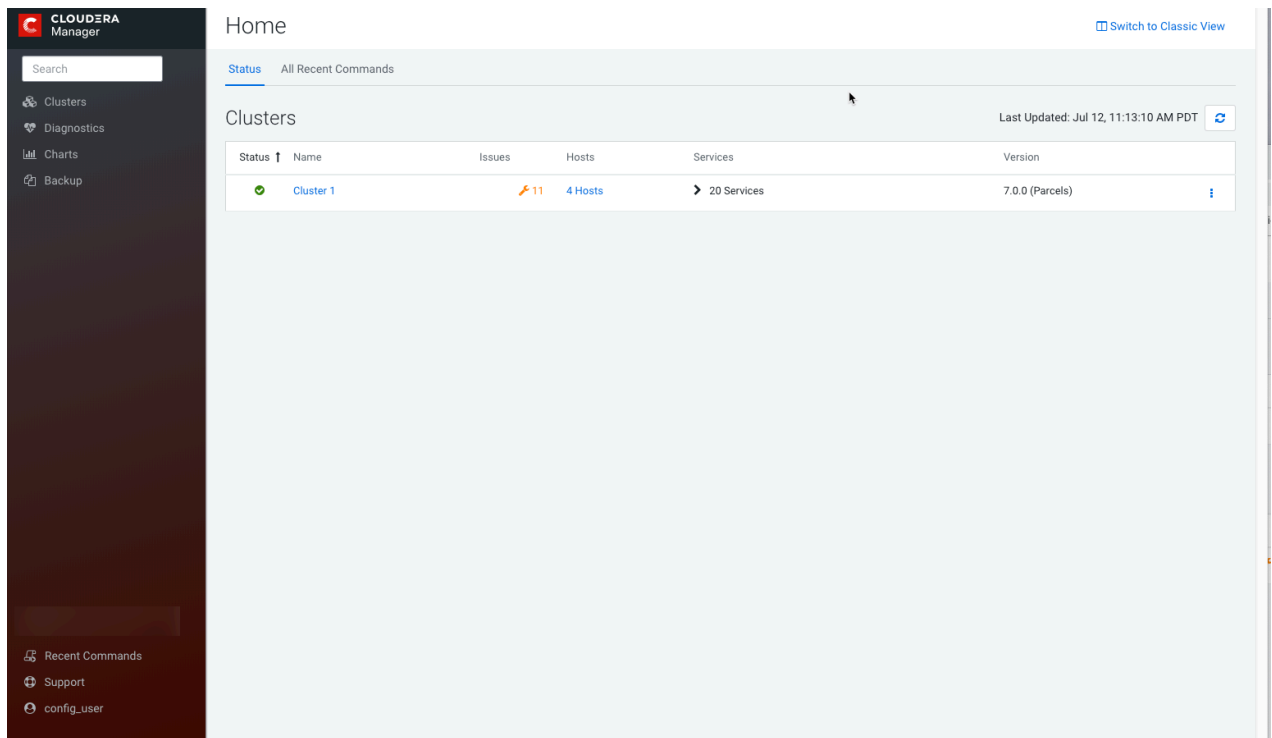 CLOUDERA
Manager
Search
Clusters
Diagnostics
Charts
Backup
Recent Commands
Support
config_user
Home
Switch to Classic View
Status All Recent Commands
Clusters
Last Updated: Jul 12, 11:13:10 AM PDT
Status Name Issues Hosts Services Version
Cluster 1 11 4 Hosts 20 Services 7.0.0 (Parcels)